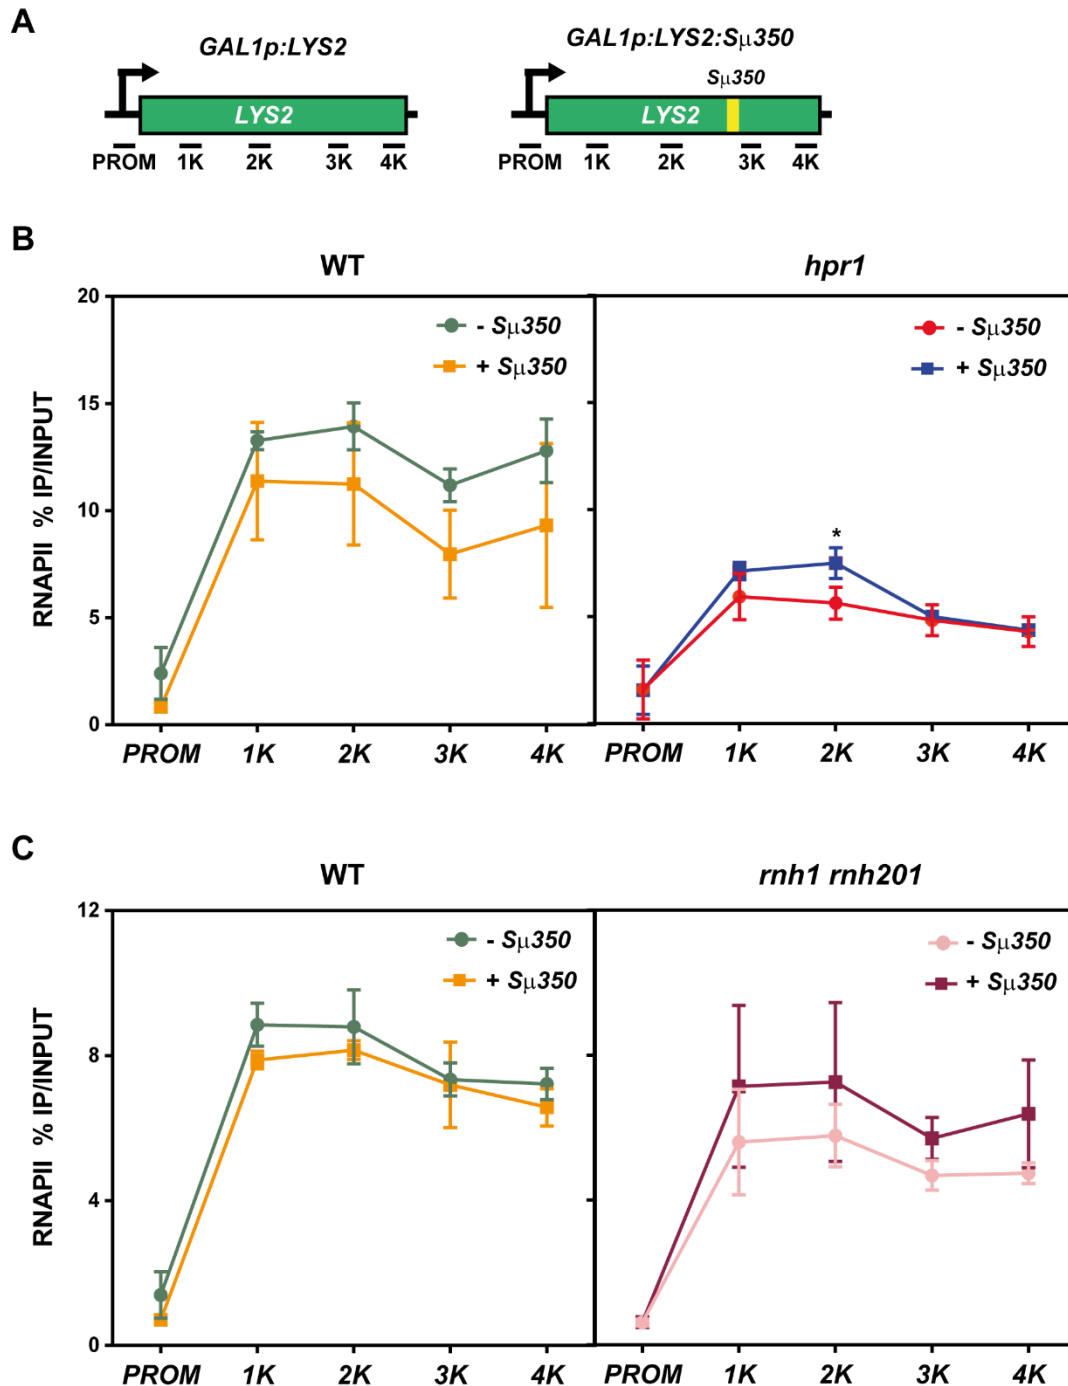 A
GAL1p:LYS2
GAL1p:LYS2:Sµ350
Sµ350
LYS2
LYS2
PROM 1K 2K 3K 4K
PROM 1K 2K 3K 4K
B
WT
hpr1
RNAPII % IP/INPUT
20
15
10
5
0
- Sµ350
+ Sµ350
- Sµ350
+ Sµ350
*
PROM 1K 2K 3K 4K
PROM 1K 2K 3K 4K
C
WT
rnh1 rnh201
RNAPII % IP/INPUT
12
8
4
0
- Sµ350
+ Sµ350
- Sµ350
+ Sµ350
PROM 1K 2K 3K 4K
PROM 1K 2K 3K 4K